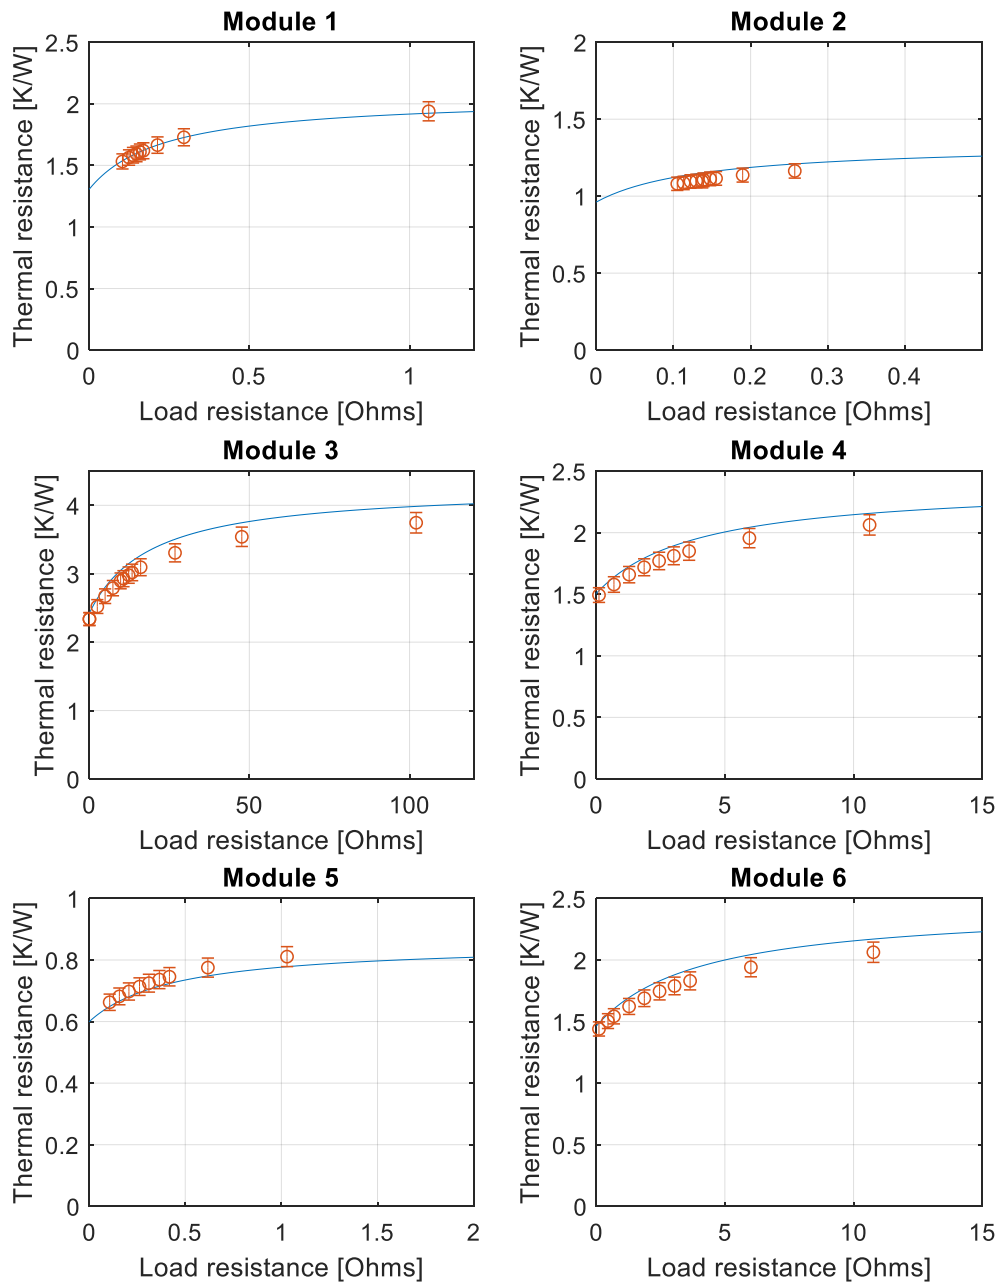 Module 1
Thermal resistance [K/W]
2.5
2
1.5
1
0.5
0
0 0.5 1
Load resistance [Ohms]
Module 2
Thermal resistance [K/W]
2
1.5
1
0.5
0
0 0.1 0.2 0.3 0.4
Load resistance [Ohms]
Module 3
Thermal resistance [K/W]
4
3
2
1
0
0 50 100
Load resistance [Ohms]
Module 4
Thermal resistance [K/W]
2.5
2
1.5
1
0.5
0
0 5 10 15
Load resistance [Ohms]
Module 5
Thermal resistance [K/W]
1
0.8
0.6
0.4
0.2
0
0 0.5 1 1.5 2
Load resistance [Ohms]
Module 6
Thermal resistance [K/W]
2.5
2
1.5
1
0.5
0
0 5 10 15
Load resistance [Ohms]